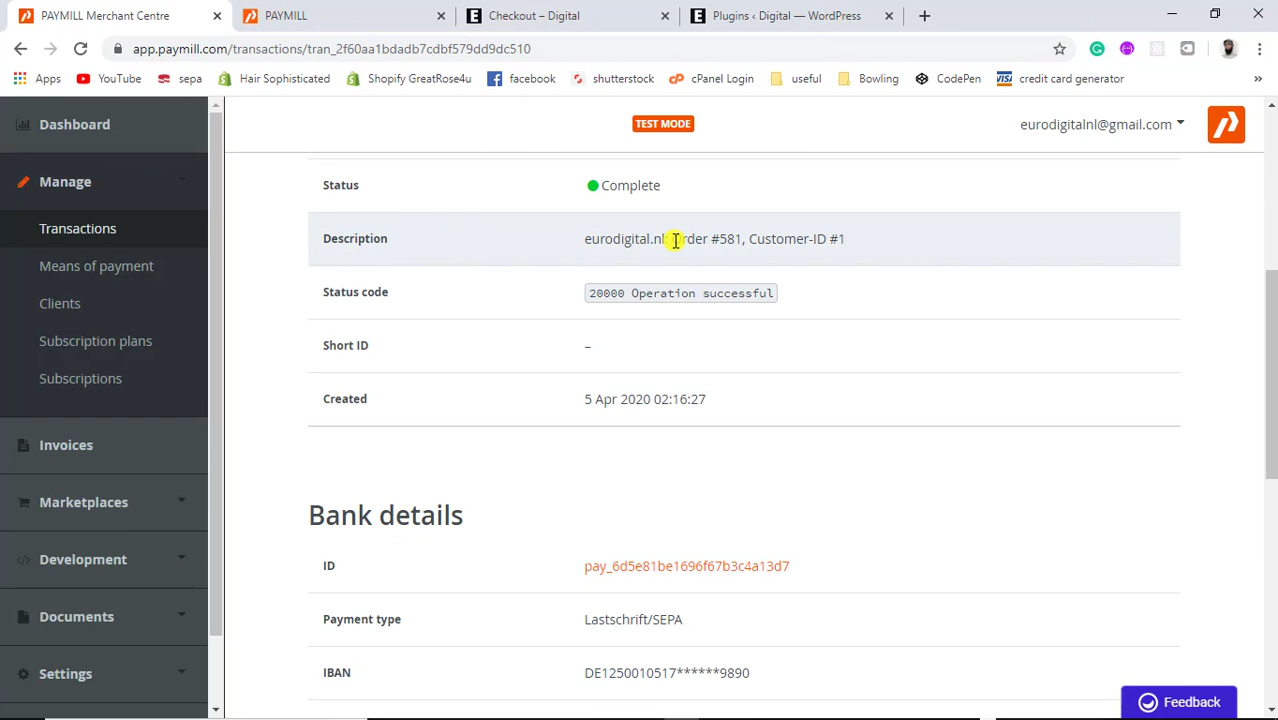 PAYMILL Merchant Centre
PAYMILL
Checkout – Digital
Plugins ‹ Digital — WordPress
app.paymill.com/transactions/tran_2f60aa1bdadb7cdbf579dd9dc510
Apps
YouTube
sepa
Hair Sophisticated
Shopify GreatRose4u
facebook
shutterstock
cPanel Login
useful
Bowling
CodePen
VISA
credit card generator
»
Dashboard
Manage
Transactions
Means of payment
Clients
Subscription plans
Subscriptions
Invoices
Marketplaces
Development
Documents
Settings
TEST MODE
eurodigitalnl@gmail.com
Status
Complete
Description
eurodigital.nl: Order #581, Customer-ID #1
Status code
20000 Operation successful
Short ID
–
Created
5 Apr 2020 02:16:27
Bank details
ID
pay_6d5e81be1696f67b3c4a13d7
Payment type
Lastschrift/SEPA
IBAN
DE1250010517******9890
Feedback